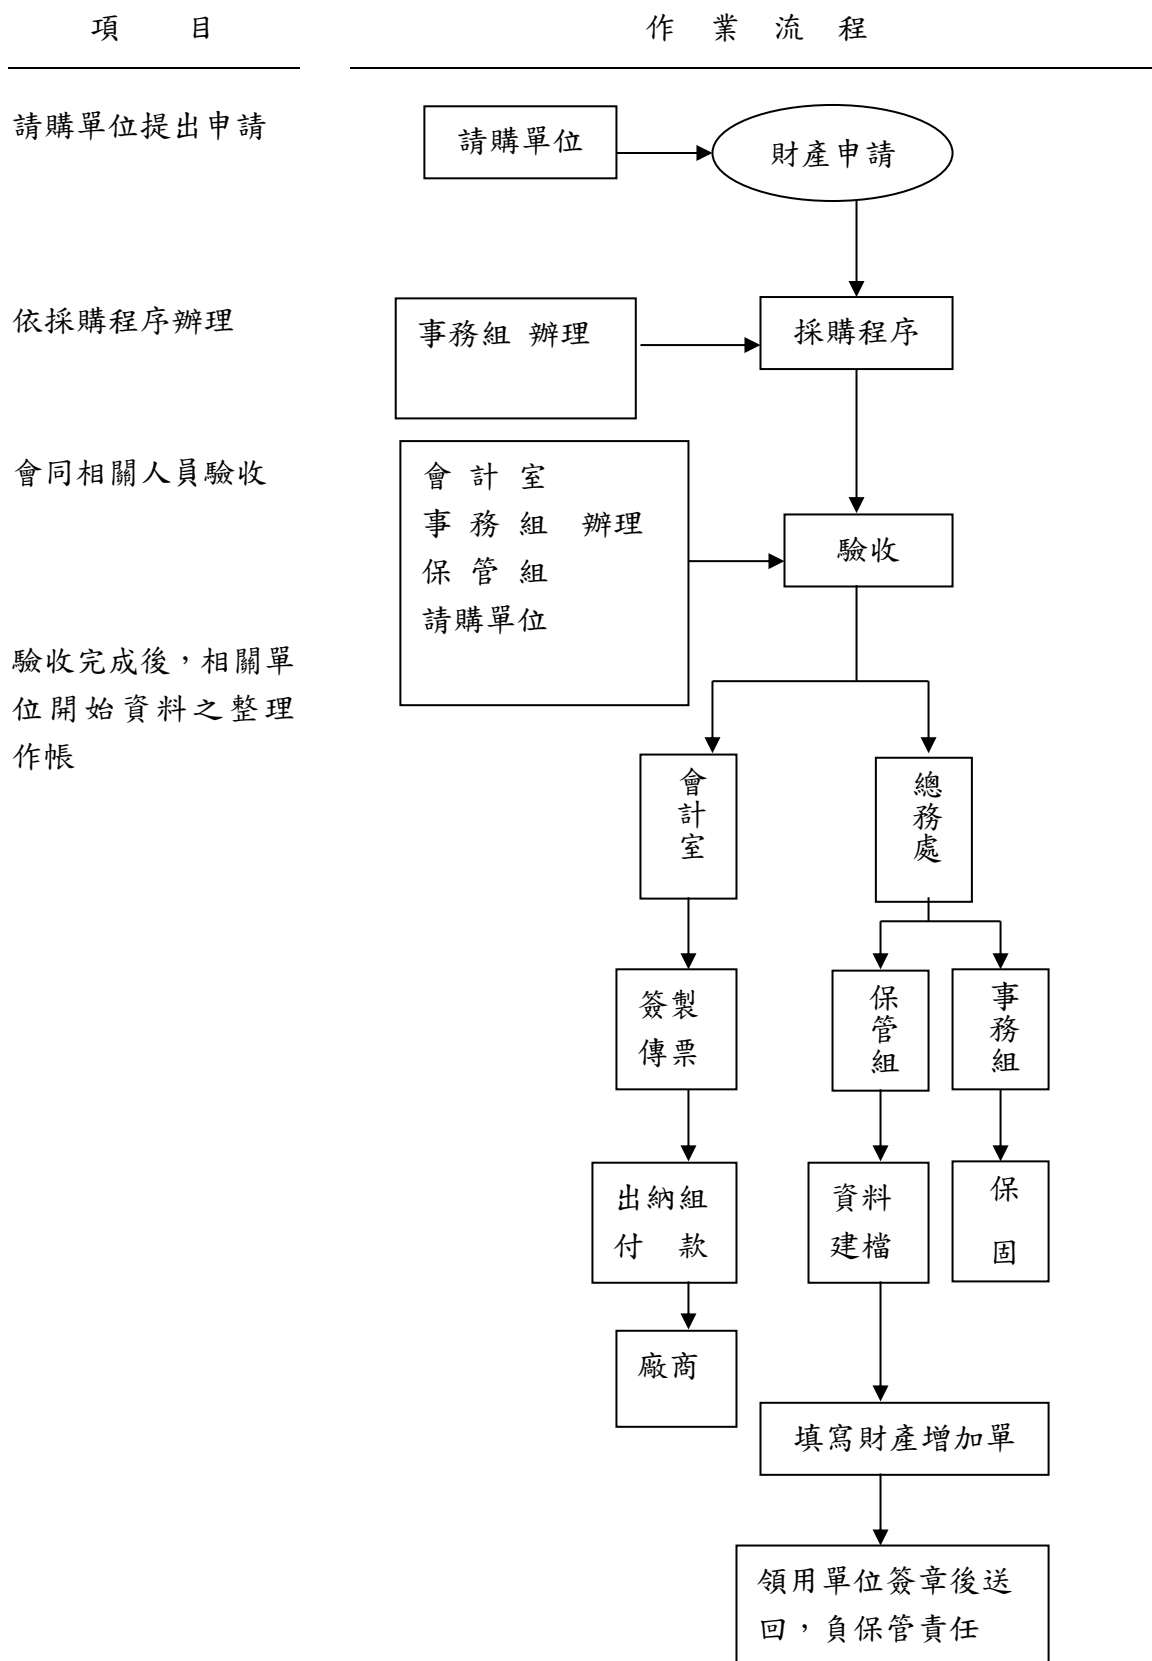 項 目
作 業 流 程
請購單位提出申請
請購單位
財產申請
依採購程序辦理
事務組 辦理
採購程序
會同相關人員驗收
會 計 室
事 務 組 辦理
保 管 組
請購單位
驗收
驗收完成後，相關單
位開始資料之整理
作帳
會計室
總務處
簽製
傳票
保管組
事務組
出納組
付 款
資料
建檔
保
固
廠商
填寫財產增加單
領用單位簽章後送
回，負保管責任